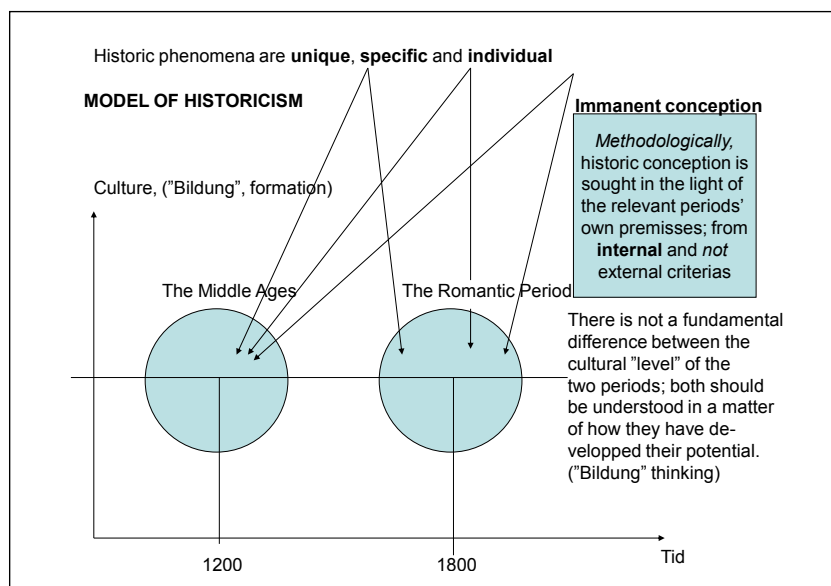 Historic phenomena are unique, specific and individual
MODEL OF HISTORICISM
Immanent conception
Methodologically,
historic conception is
sought in the light of
the relevant periods'
own premisses; from
internal and not
external criterias
Culture, ("Bildung", formation)
The Middle Ages
The Romantic Period
There is not a fundamental
difference between the
cultural "level" of the
two periods; both should
be understood in a matter
of how they have de-
velopped their potential.
("Bildung" thinking)
1200
1800
Tid